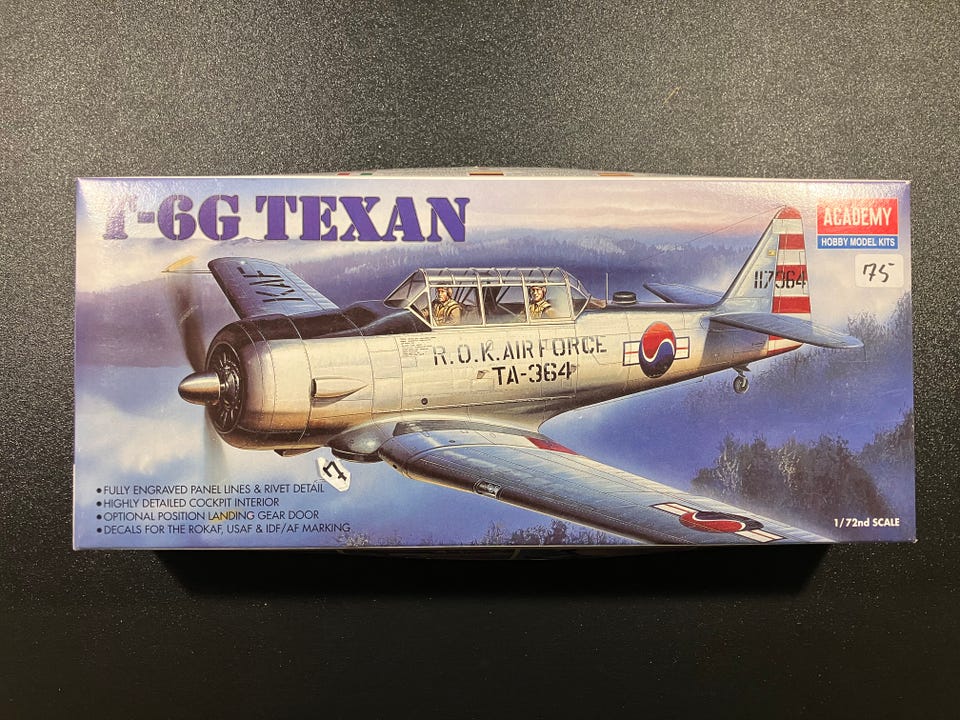 T-6G TEXAN
ACADEMY
HOBBY MODEL KITS
75
KAF
117364
R.O.K. AIR FORCE
TA-364
7
•FULLY ENGRAVED PANEL LINES & RIVET DETAIL
•HIGHLY DETAILED COCKPIT INTERIOR
•OPTIONAL POSITION LANDING GEAR DOOR
•DECALS FOR THE ROKAF, USAF & IDF/AF MARKING
1/72nd SCALE